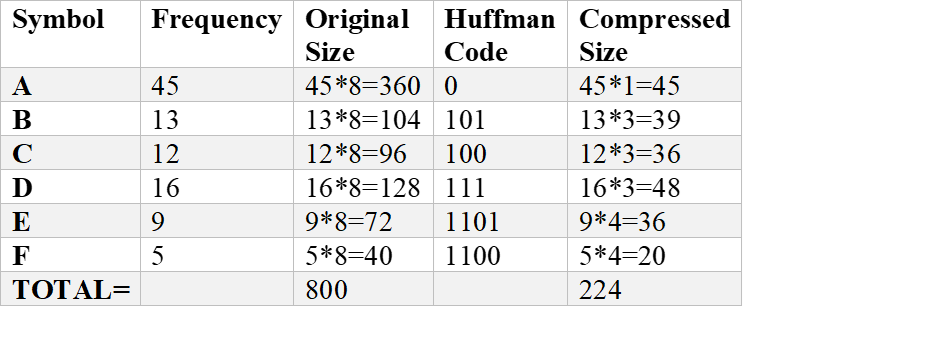 Symbol Frequency Original Size Huffman Code Compressed Size
A 45 45*8=360 0 45*1=45
B 13 13*8=104 101 13*3=39
C 12 12*8=96 100 12*3=36
D 16 16*8=128 111 16*3=48
E 9 9*8=72 1101 9*4=36
F 5 5*8=40 1100 5*4=20
TOTAL= 800 224